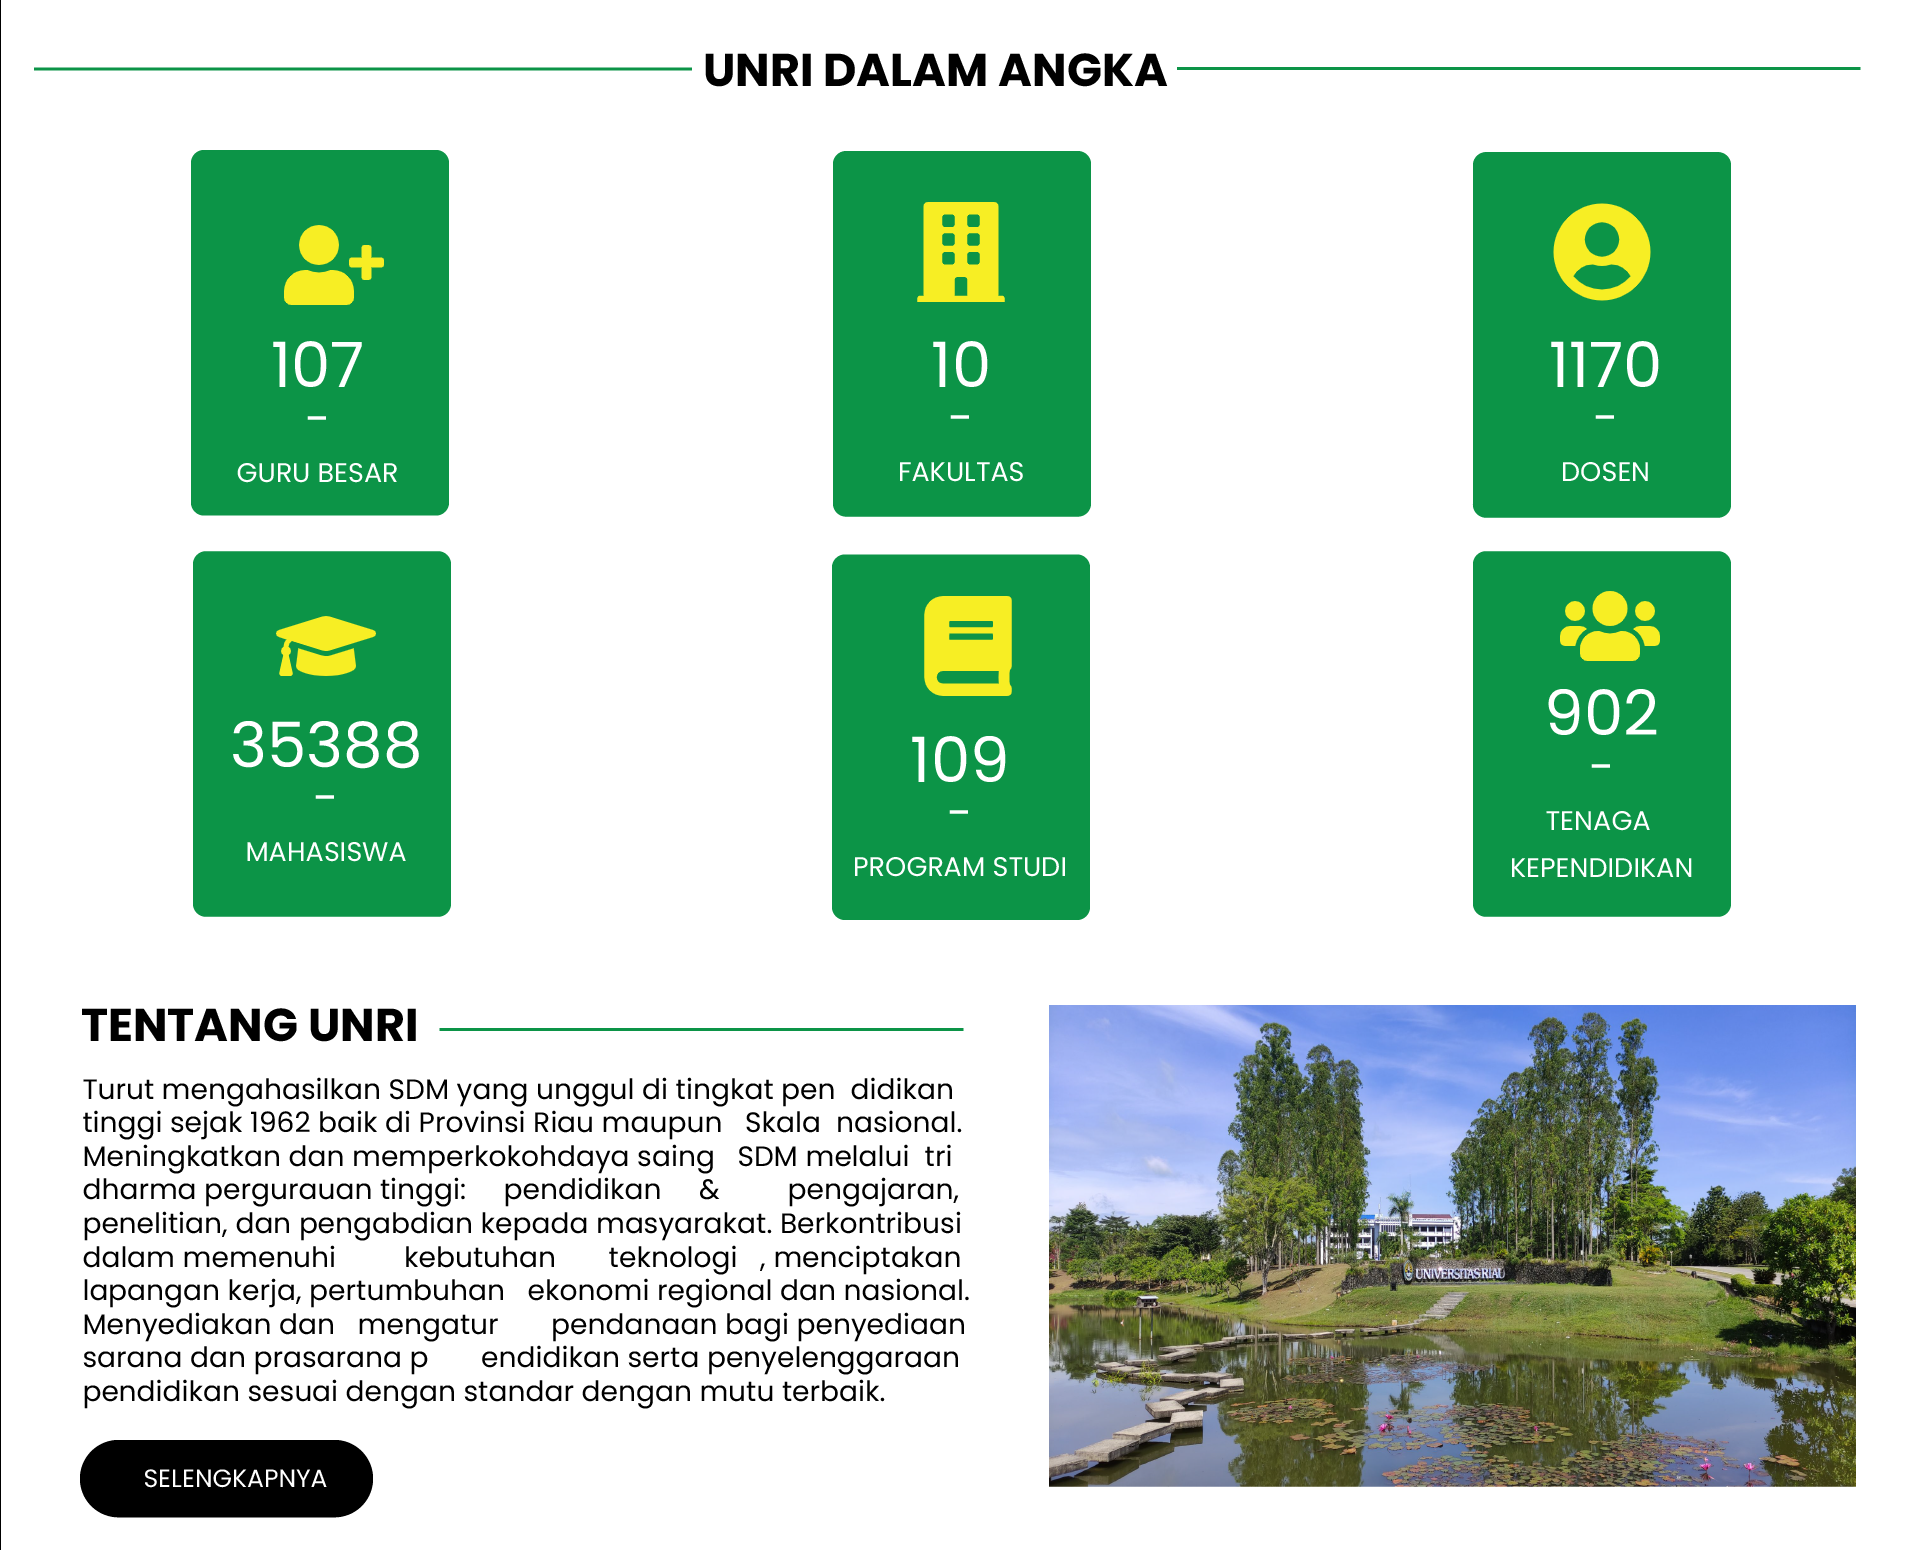 UNRI DALAM ANGKA
107
–
GURU BESAR
10
–
FAKULTAS
1170
–
DOSEN
35388
–
MAHASISWA
109
–
PROGRAM STUDI
902
–
TENAGA
KEPENDIDIKAN
TENTANG UNRI
Turut mengahasilkan SDM yang unggul di tingkat pen didikan
tinggi sejak 1962 baik di Provinsi Riau maupun Skala nasional.
Meningkatkan dan memperkokohdaya saing SDM melalui tri
dharma pergurauan tinggi: pendidikan & pengajaran,
penelitian, dan pengabdian kepada masyarakat. Berkontribusi
dalam memenuhi kebutuhan teknologi , menciptakan
lapangan kerja, pertumbuhan ekonomi regional dan nasional.
Menyediakan dan mengatur pendanaan bagi penyediaan
sarana dan prasarana p endidikan serta penyelenggaraan
pendidikan sesuai dengan standar dengan mutu terbaik.
SELENGKAPNYA
UNIVERSITAS RIAU